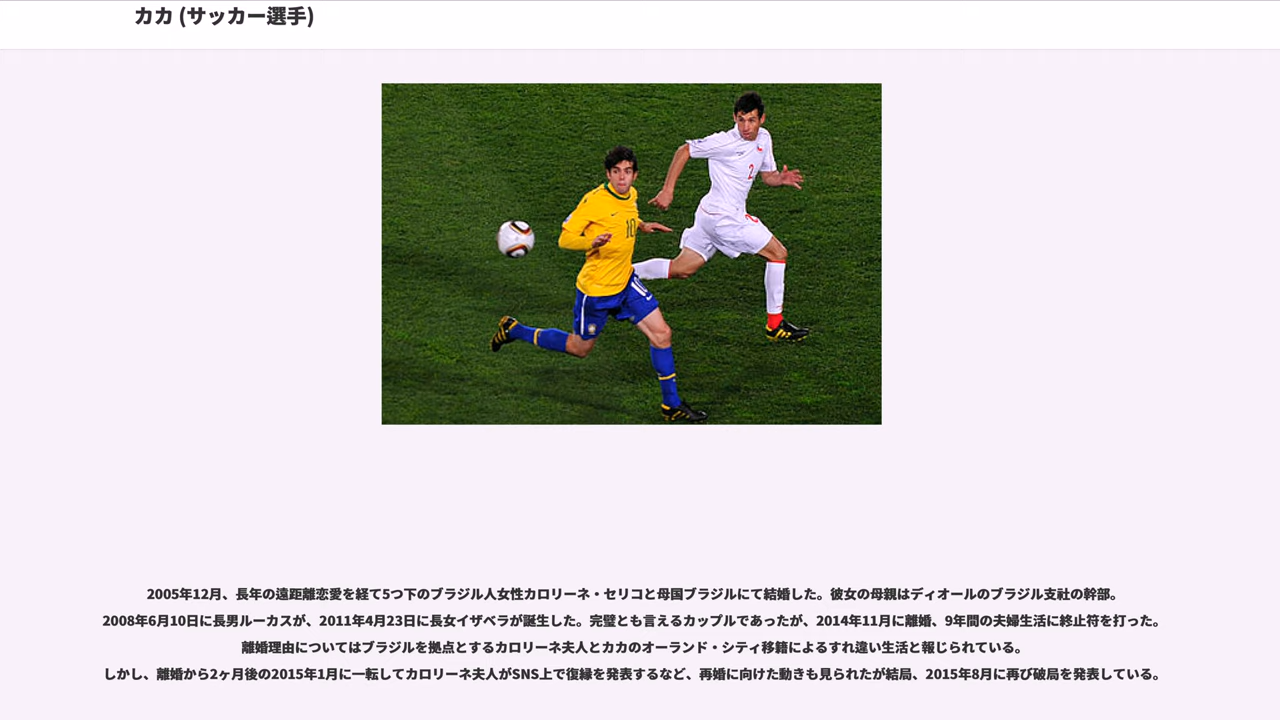 カカ (サッカー選手)
10
10
2
2
2005年12月、長年の遠距離恋愛を経て5つ下のブラジル人女性カロリーネ・セリコと母国ブラジルにて結婚した。彼女の母親はディオールのブラジル支社の幹部。
2008年6月10日に長男ルーカスが、2011年4月23日に長女イザベラが誕生した。完璧とも言えるカップルであったが、2014年11月に離婚、9年間の夫婦生活に終止符を打った。
離婚理由についてはブラジルを拠点とするカロリーネ夫人とカカのオーランド・シティ移籍によるすれ違い生活と報じられている。
しかし、離婚から2ヶ月後の2015年1月に一転してカロリーネ夫人がSNS上で復縁を発表するなど、再婚に向けた動きも見られたが結局、2015年8月に再び破局を発表している。